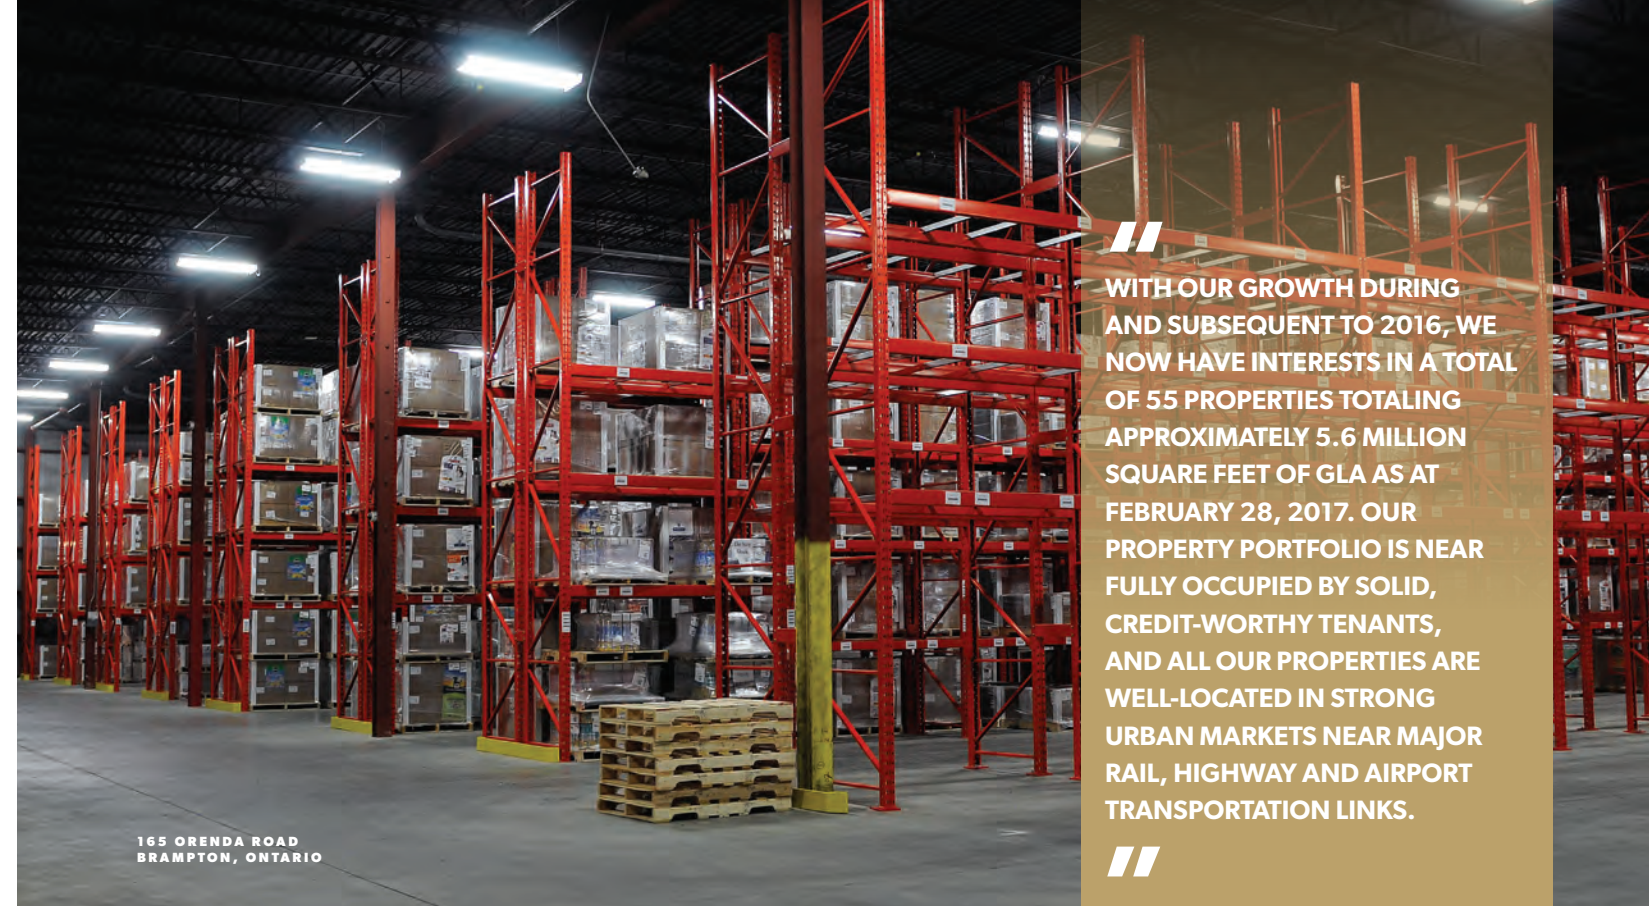 “
WITH OUR GROWTH DURING
AND SUBSEQUENT TO 2016, WE
NOW HAVE INTERESTS IN A TOTAL
OF 55 PROPERTIES TOTALING
APPROXIMATELY 5.6 MILLION
SQUARE FEET OF GLA AS AT
FEBRUARY 28, 2017. OUR
PROPERTY PORTFOLIO IS NEAR
FULLY OCCUPIED BY SOLID,
CREDIT-WORTHY TENANTS,
AND ALL OUR PROPERTIES ARE
WELL-LOCATED IN STRONG
URBAN MARKETS NEAR MAJOR
RAIL, HIGHWAY AND AIRPORT
TRANSPORTATION LINKS.
”
165 ORENDA ROAD
BRAMPTON, ONTARIO